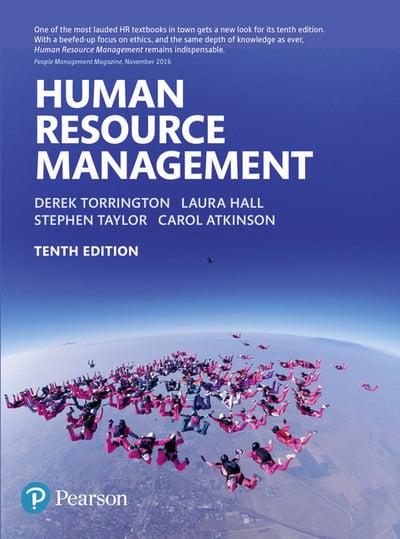 One of the most lauded HR textbooks in town gets a new look for its tenth edition.
With a beefed-up focus on ethics, and the same depth of knowledge as ever,
Human Resource Management remains indispensable.
People Management Magazine, November 2016
HUMAN
RESOURCE
MANAGEMENT
DEREK TORRINGTON LAURA HALL
STEPHEN TAYLOR CAROL ATKINSON
TENTH EDITION
Pearson